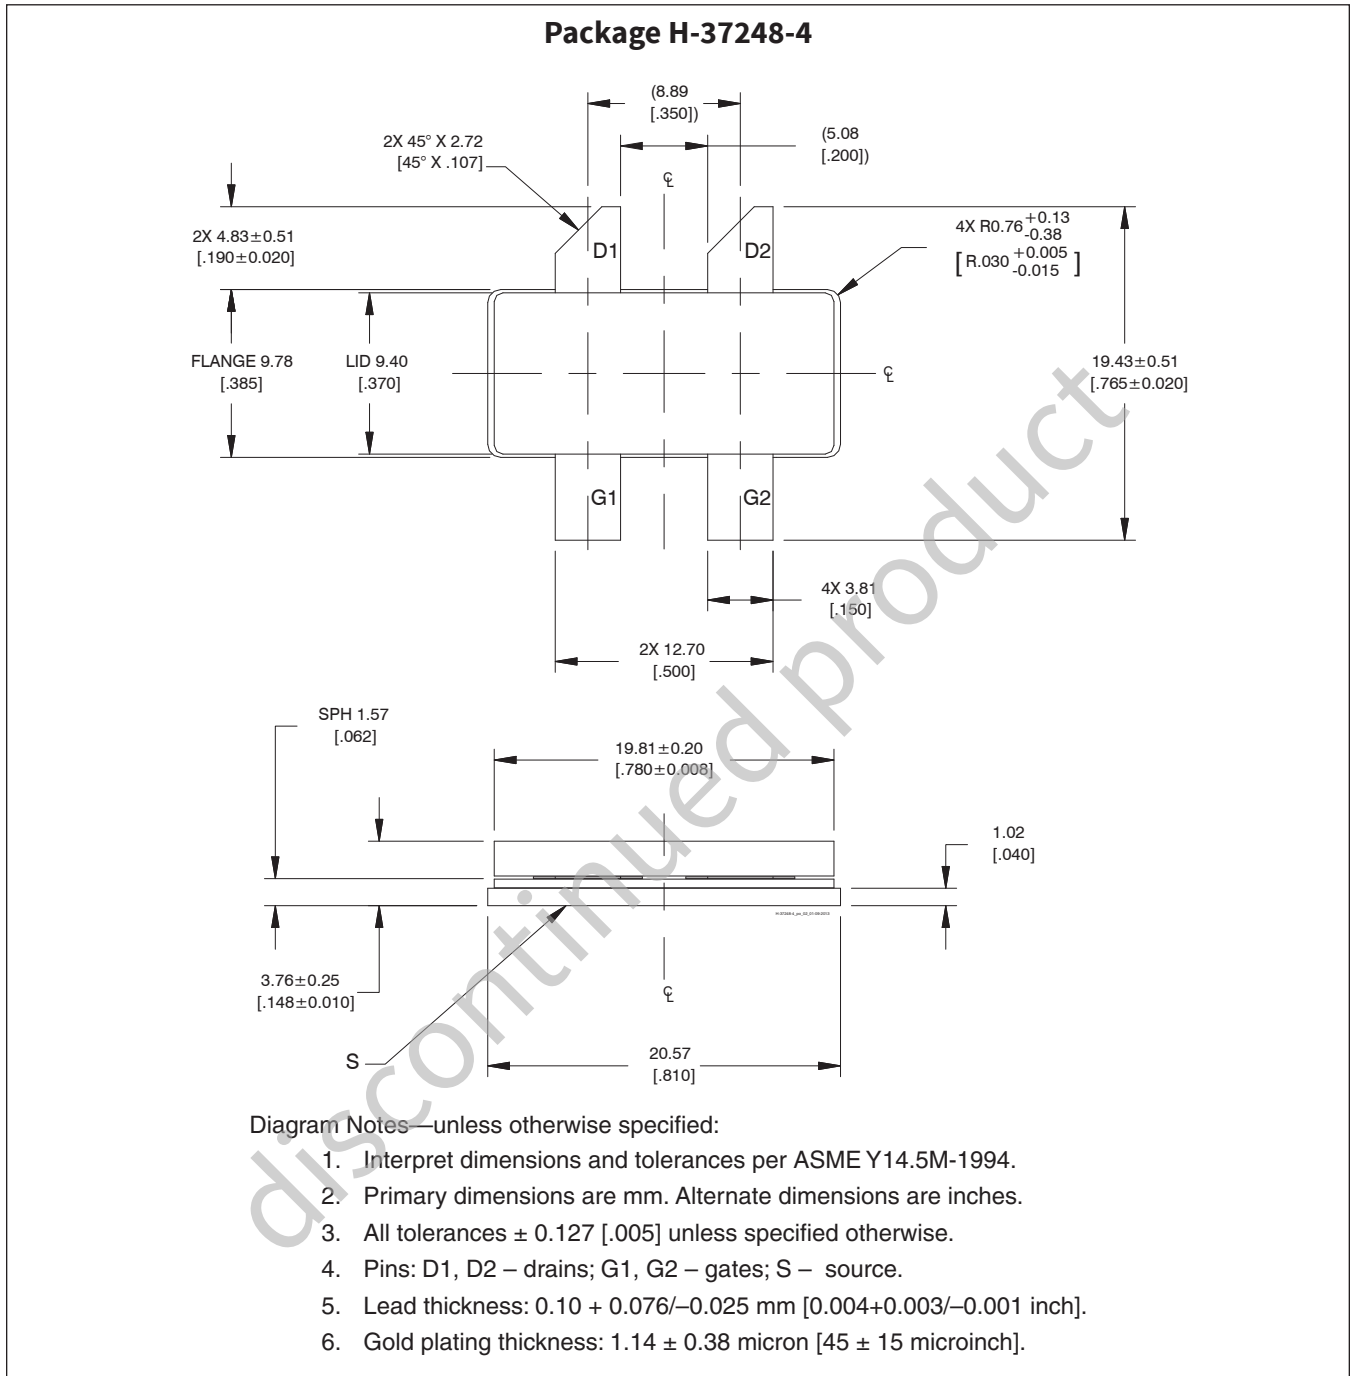 Package H-37248-4
(8.89
[.350])
2X 45° X 2.72
[45° X .107]
(5.08
[.200])
℄
2X 4.83±0.51
[.190±0.020]
D1
D2
4X R0.76 +0.13
-0.38
[ R.030 +0.005
-0.015 ]
FLANGE 9.78
[.385]
LID 9.40
[.370]
℄
19.43±0.51
[.765±0.020]
G1
G2
4X 3.81
[.150]
2X 12.70
[.500]
SPH 1.57
[.062]
19.81±0.20
[.780±0.008]
1.02
[.040]
3.76±0.25
[.148±0.010]
℄
S
20.57
[.810]
Diagram Notes—unless otherwise specified:
1. Interpret dimensions and tolerances per ASME Y14.5M-1994.
2. Primary dimensions are mm. Alternate dimensions are inches.
3. All tolerances ± 0.127 [.005] unless specified otherwise.
4. Pins: D1, D2 – drains; G1, G2 – gates; S – source.
5. Lead thickness: 0.10 + 0.076/–0.025 mm [0.004+0.003/–0.001 inch].
6. Gold plating thickness: 1.14 ± 0.38 micron [45 ± 15 microinch].
discontinued product